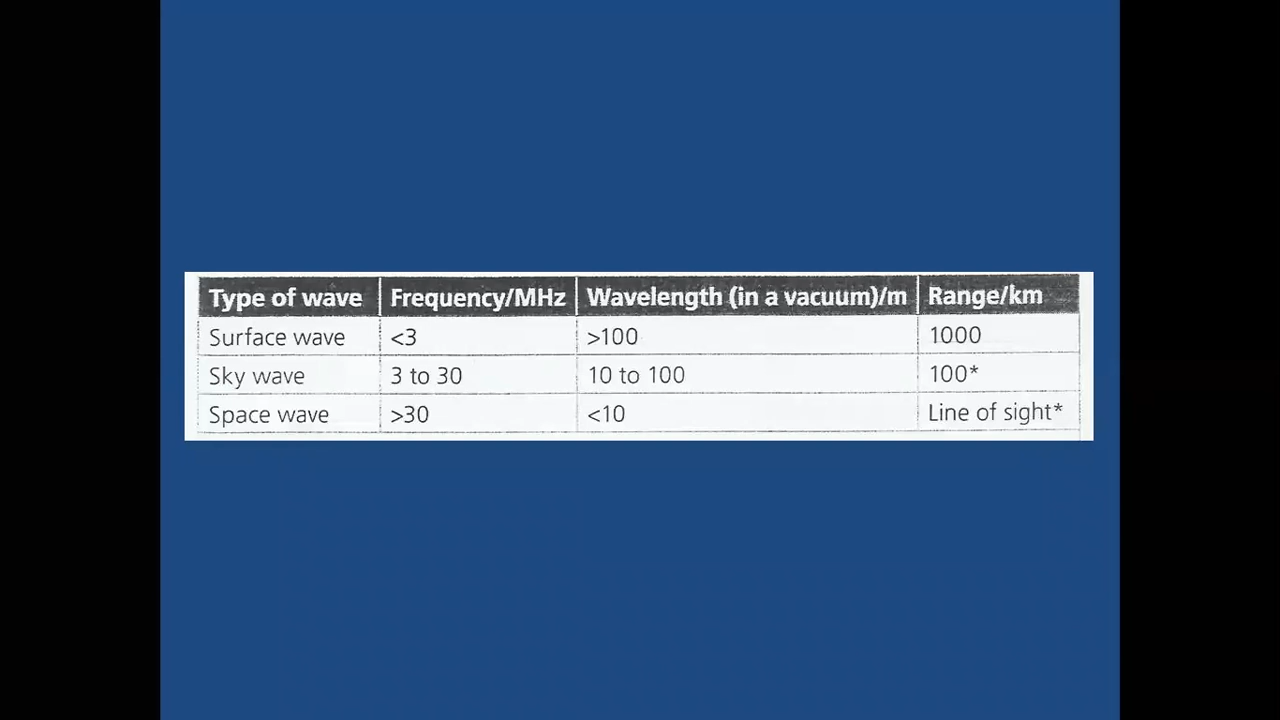 Type of wave Frequency/MHz Wavelength (in a vacuum)/m Range/km
Surface wave <3 >100 1000
Sky wave 3 to 30 10 to 100 100*
Space wave >30 <10 Line of sight*